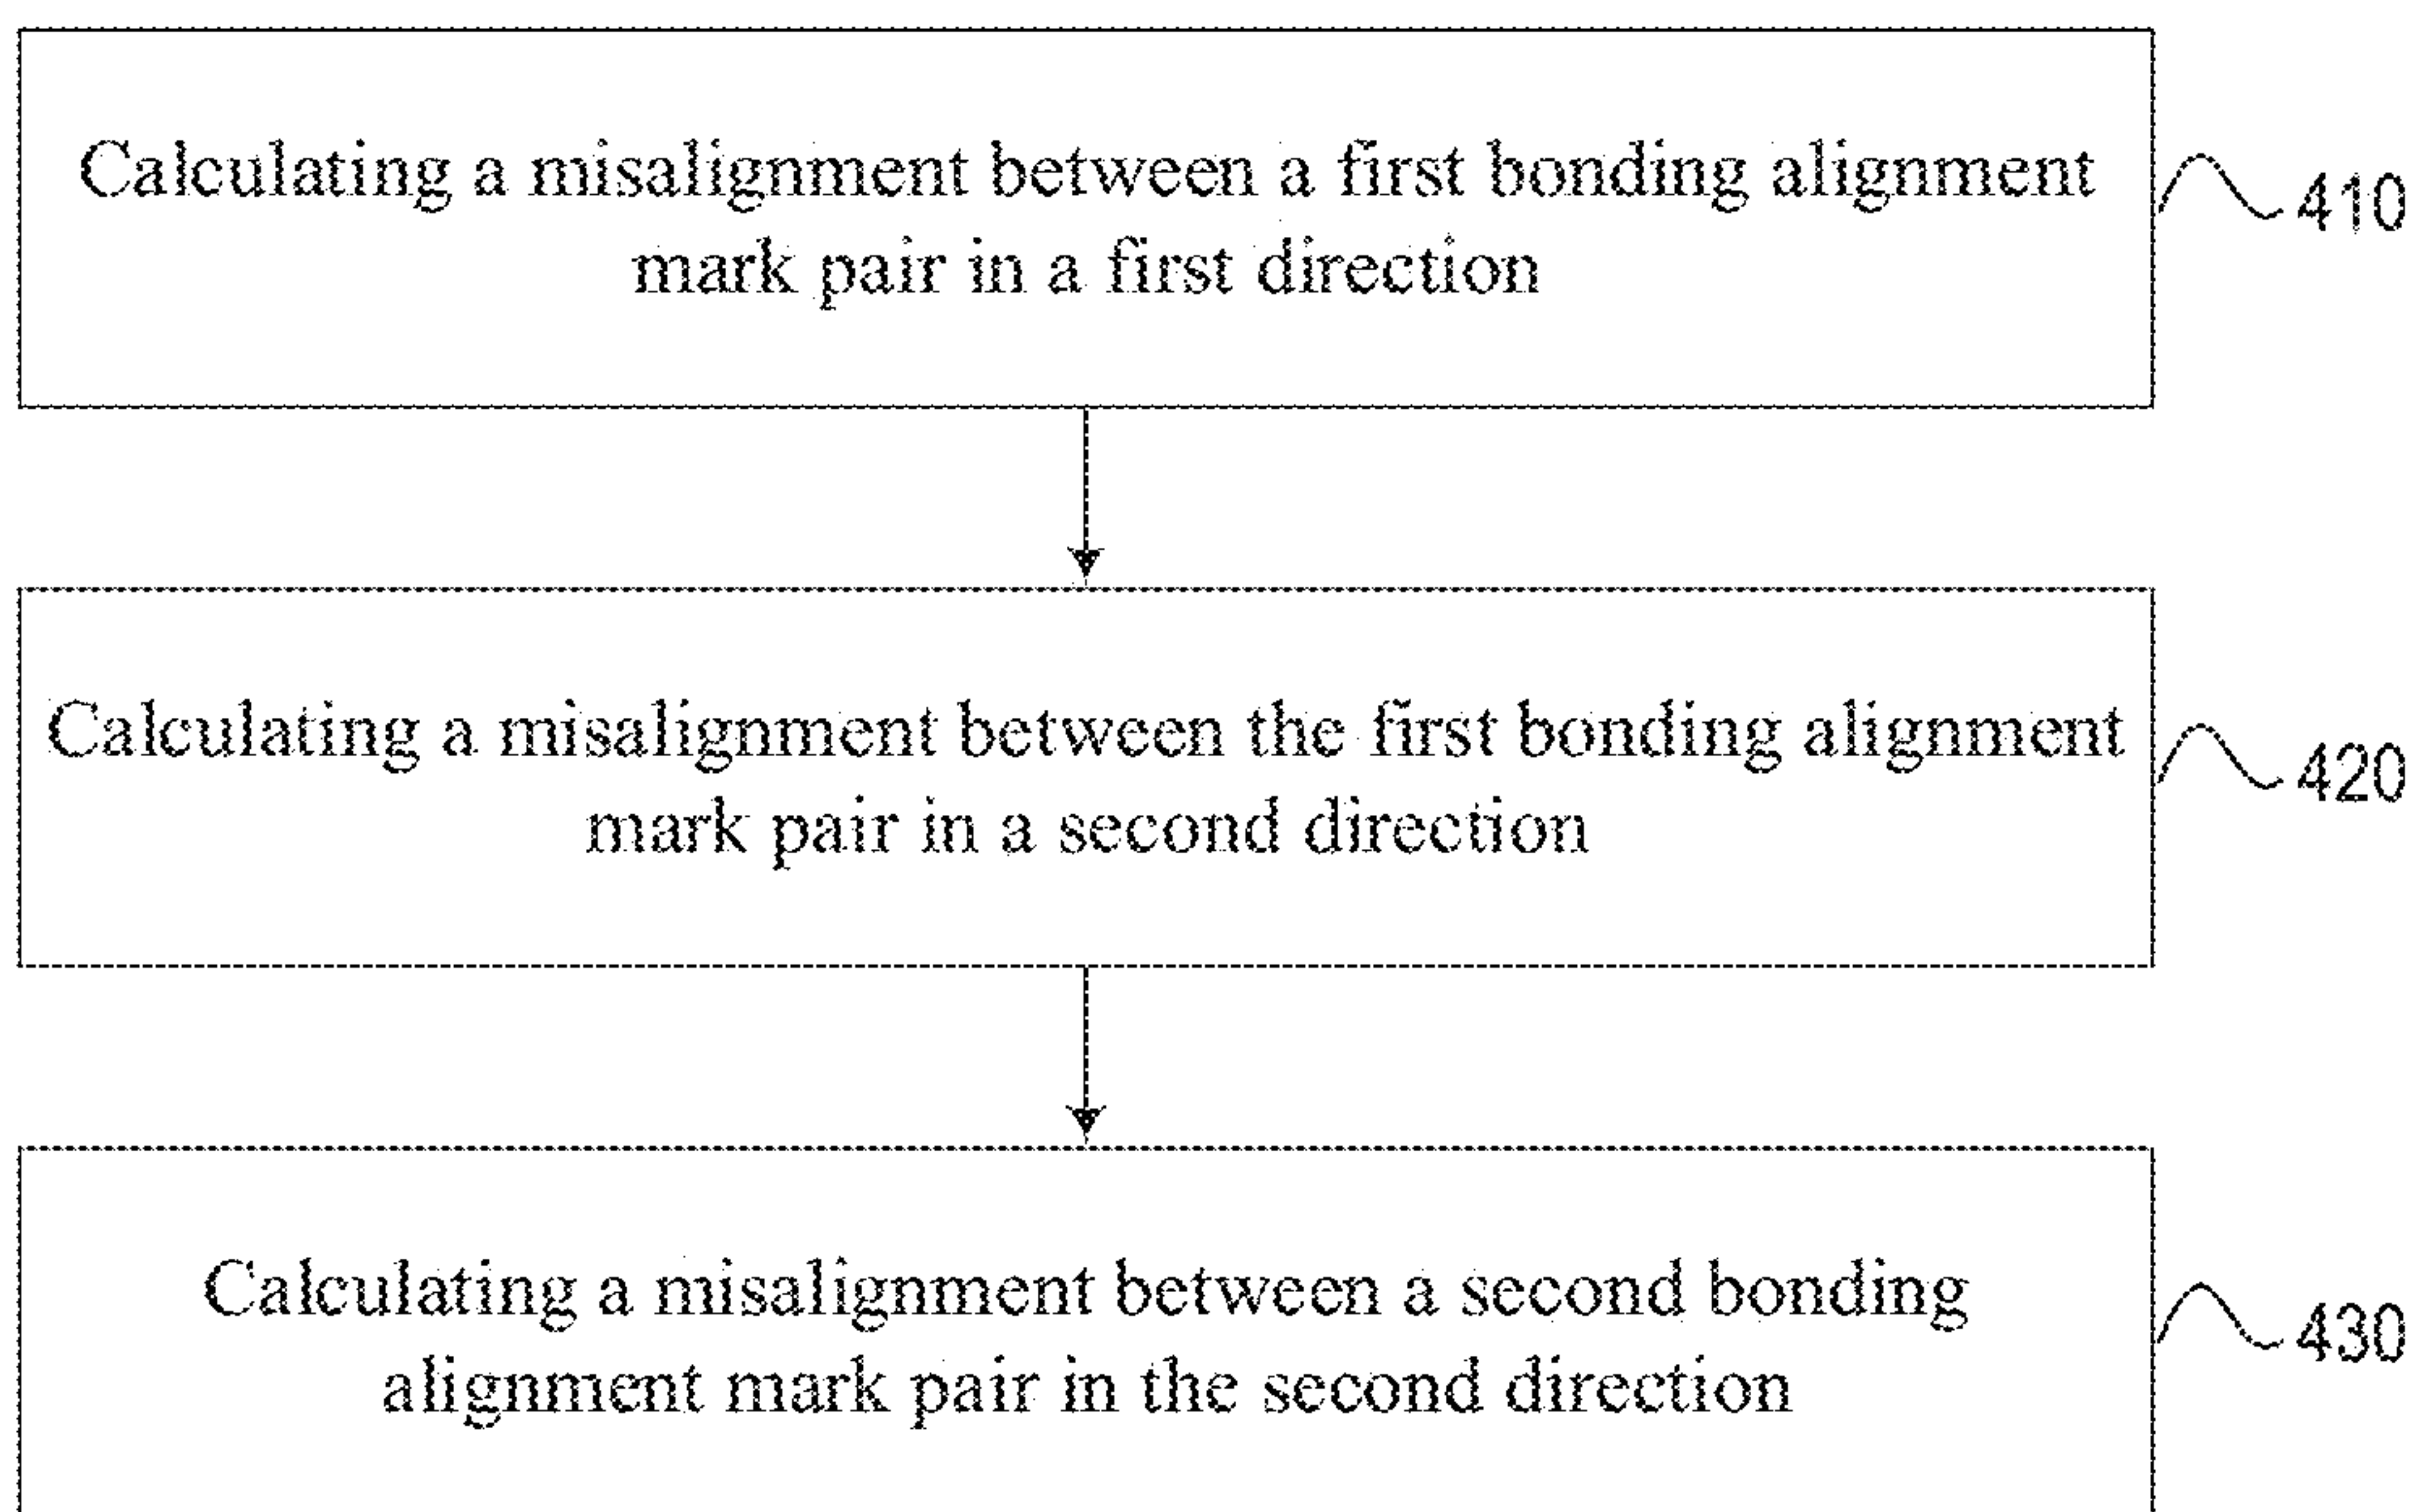 Calculating a misalignment between a first bonding alignment
mark pair in a first direction
410
Calculating a misalignment between the first bonding alignment
mark pair in a second direction
420
Calculating a misalignment between a second bonding
alignment mark pair in the second direction
430